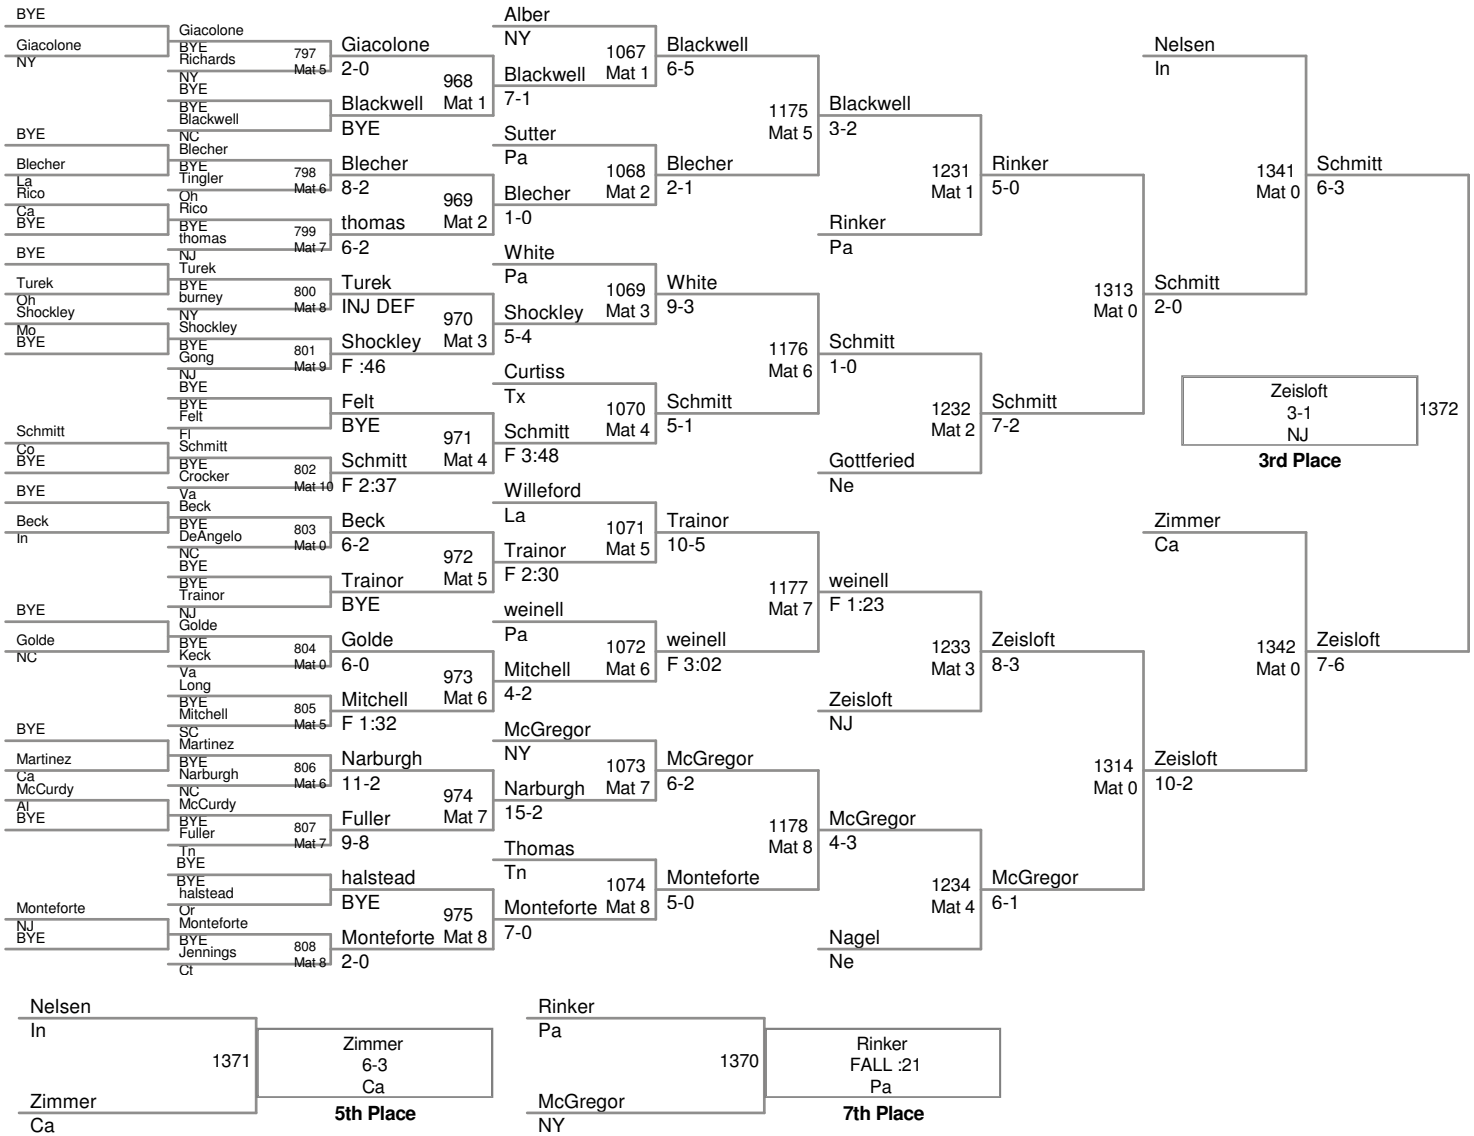 BYE
Giacolone
NY
BYE
Blecher
La
Rico
Ca
BYE
BYE
Turek
Oh
Shockley
Mo
BYE
Schmitt
Co
BYE
BYE
Beck
In
BYE
Golde
NC
BYE
Martinez
Ca
McCurdy
Al
BYE
Monteforte
NJ
BYE
Giacolone
BYE
Richards
NY
797
Mat 5
BYE
BYE
Blackwell
NC
Blecher
BYE
Tingler
Oh
798
Mat 6
Rico
BYE
thomas
NJ
799
Mat 7
Turek
BYE
burney
NY
800
Mat 8
Shockley
BYE
Gong
NJ
801
Mat 9
BYE
BYE
Felt
Fl
Schmitt
BYE
Crocker
Va
802
Mat 10
Beck
BYE
DeAngelo
NC
803
Mat 0
BYE
BYE
Trainor
NJ
Golde
BYE
Keck
Va
804
Mat 0
Long
BYE
Mitchell
SC
805
Mat 5
Martinez
BYE
Narburgh
NC
806
Mat 6
McCurdy
BYE
Fuller
Tn
807
Mat 7
BYE
BYE
halstead
Or
Monteforte
BYE
Jennings
Ct
808
Mat 8
Giacolone
2-0
968
Mat 1
Blackwell
BYE
Blecher
8-2
969
Mat 2
thomas
6-2
Turek
INJ DEF
970
Mat 3
Shockley
F :46
Felt
BYE
971
Mat 4
Schmitt
F 2:37
Beck
6-2
972
Mat 5
Trainor
BYE
Golde
6-0
973
Mat 6
Mitchell
F 1:32
Narburgh
11-2
974
Mat 7
Fuller
9-8
halstead
BYE
975
Mat 8
Monteforte
2-0
Alber
NY
1067
Mat 1
Blackwell
7-1
Sutter
Pa
1068
Mat 2
Blecher
1-0
White
Pa
1069
Mat 3
Shockley
5-4
Curtiss
Tx
1070
Mat 4
Schmitt
F 3:48
Willeford
La
1071
Mat 5
Trainor
F 2:30
weinell
Pa
1072
Mat 6
Mitchell
4-2
McGregor
NY
1073
Mat 7
Narburgh
15-2
Thomas
Tn
1074
Mat 8
Monteforte
7-0
Blackwell
6-5
1175
Mat 5
Blecher
2-1
White
9-3
1176
Mat 6
Schmitt
5-1
Trainor
10-5
1177
Mat 7
weinell
F 3:02
McGregor
6-2
1178
Mat 8
Monteforte
5-0
Blackwell
3-2
1231
Mat 1
Rinker
Pa
Schmitt
1-0
1232
Mat 2
Gottferied
Ne
weinell
F 1:23
1233
Mat 3
Zeisloft
NJ
McGregor
4-3
1234
Mat 4
Nagel
Ne
Rinker
5-0
1313
Mat 0
Schmitt
7-2
Zeisloft
8-3
1314
Mat 0
McGregor
6-1
Nelsen
In
1341
Mat 0
Schmitt
2-0
Zimmer
Ca
1342
Mat 0
Zeisloft
10-2
Schmitt
6-3
Zeisloft
7-6
Zeisloft
3-1
NJ
1372
3rd Place
Nelsen
In
1371
Zimmer
Ca
Zimmer
6-3
Ca
5th Place
Rinker
Pa
1370
McGregor
NY
Rinker
FALL :21
Pa
7th Place